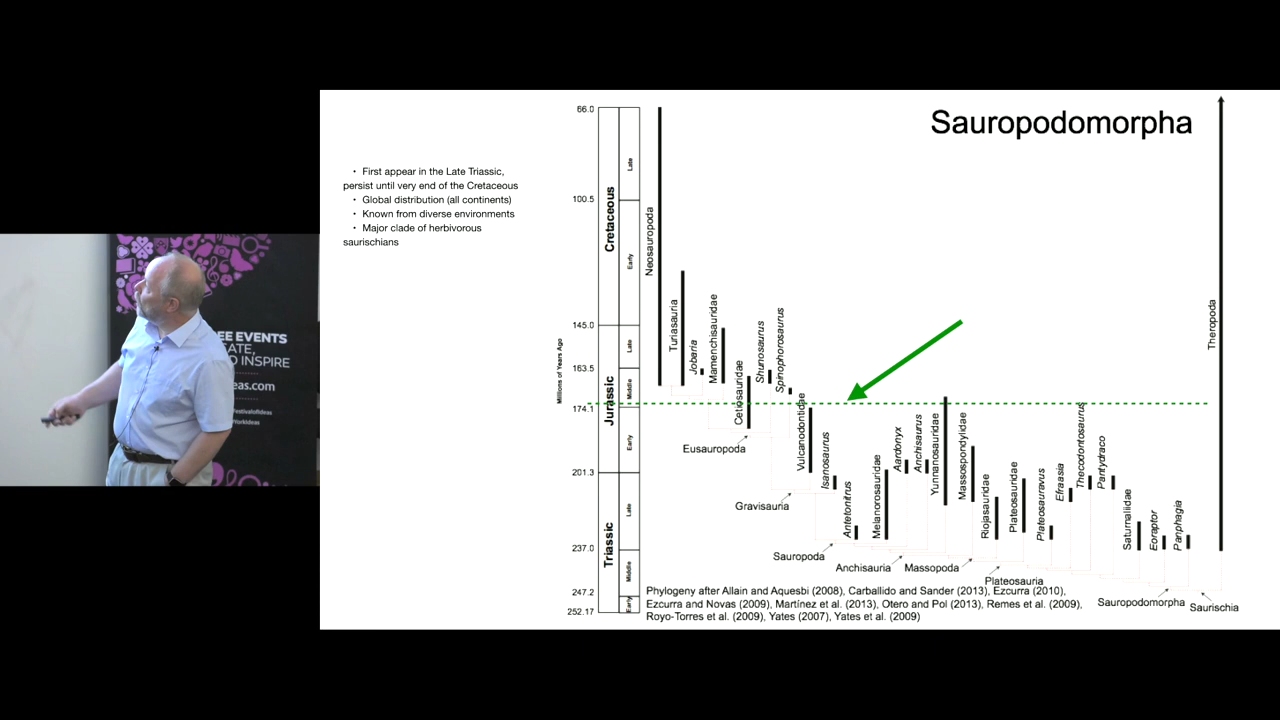 Sauropodomorpha
• First appear in the Late Triassic,
persist until very end of the Cretaceous
• Global distribution (all continents)
• Known from diverse environments
• Major clade of herbivorous
saurischians
66.0
100.5
145.0
163.5
174.1
201.3
237.0
247.2
252.17
Millions of Years Ago
Cretaceous
Jurassic
Triassic
Late
Early
Late
Middle
Early
Late
Middle
Early
Neosauropoda
Turiasauria
Jobaria
Mamenchisauridae
Cetiosauridae
Shunosaurus
Spinophorosaurus
Vulcanodontidae
Isanosaurus
Antetonitrus
Melanorosauridae
Aardonyx
Anchisaurus
Yunnanosauridae
Massospondylidae
Riojasauridae
Plateosauridae
Plateosauravus
Efraasia
Thecodontosaurus
Pantydraco
Saturnaliidae
Eoraptor
Panphagia
Theropoda
Eusauropoda
Gravisauria
Sauropoda
Anchisauria
Massopoda
Plateosauria
Sauropodomorpha
Saurischia
Phylogeny after Allain and Aquesbi (2008), Carballido and Sander (2013), Ezcurra (2010),
Ezcurra and Novas (2009), Martínez et al. (2013), Otero and Pol (2013), Remes et al. (2009),
Royo-Torres et al. (2009), Yates (2007), Yates et al. (2009)
EE EVENTS
ATE,
O INSPIRE
eas.com
FestivalofIdeas
YorkIdeas